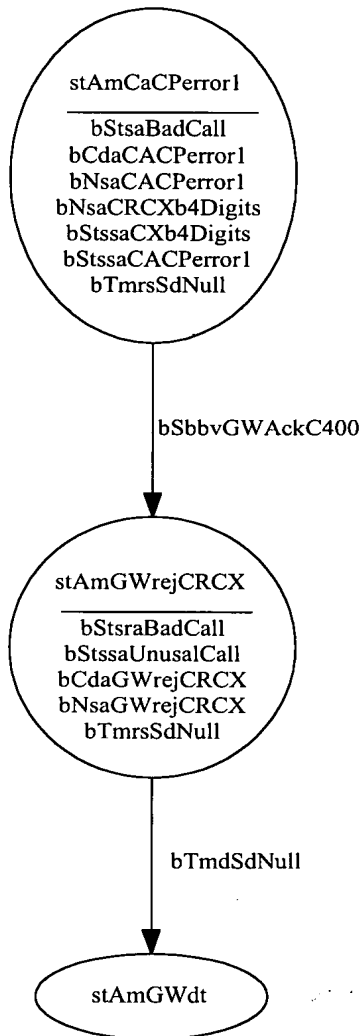 stAmCaCPerror1
bStsaBadCall
bCdaCACPerror1
bNsaCACPerror1
bNsaCRCXb4Digits
bStssaCXb4Digits
bStssaCACPerror1
bTmrsSdNull
bSbbvGWAckC400
stAmGWrejCRCX
bStsraBadCall
bStssaUnusalCall
bCdaGWrejCRCX
bNsaGWrejCRCX
bTmrsSdNull
bTmdSdNull
stAmGWdt